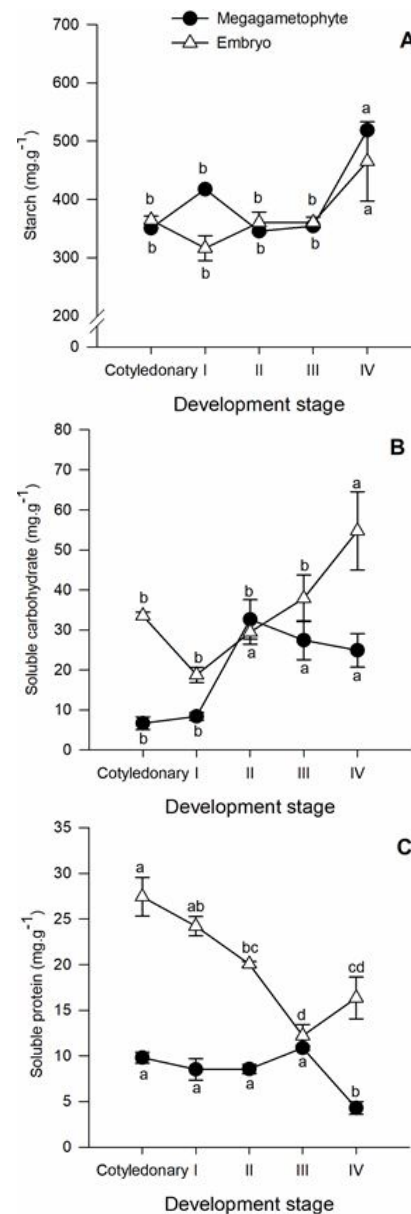 Megagametophyte
Embryo
A
700
600
500
400
300
200
0
Starch (mg.g-1)
a
b b b b
b b b b
a
Cotyledonary I II III IV
Development stage
B
80
70
60
50
40
30
20
10
0
Soluble carbohydrate (mg.g-1)
a
b b b b
b b a a a
Cotyledonary I II III IV
Development stage
C
35
30
25
20
15
10
5
0
Soluble protein (mg.g-1)
a ab bc d cd
a a a a b
Cotyledonary I II III IV
Development stage